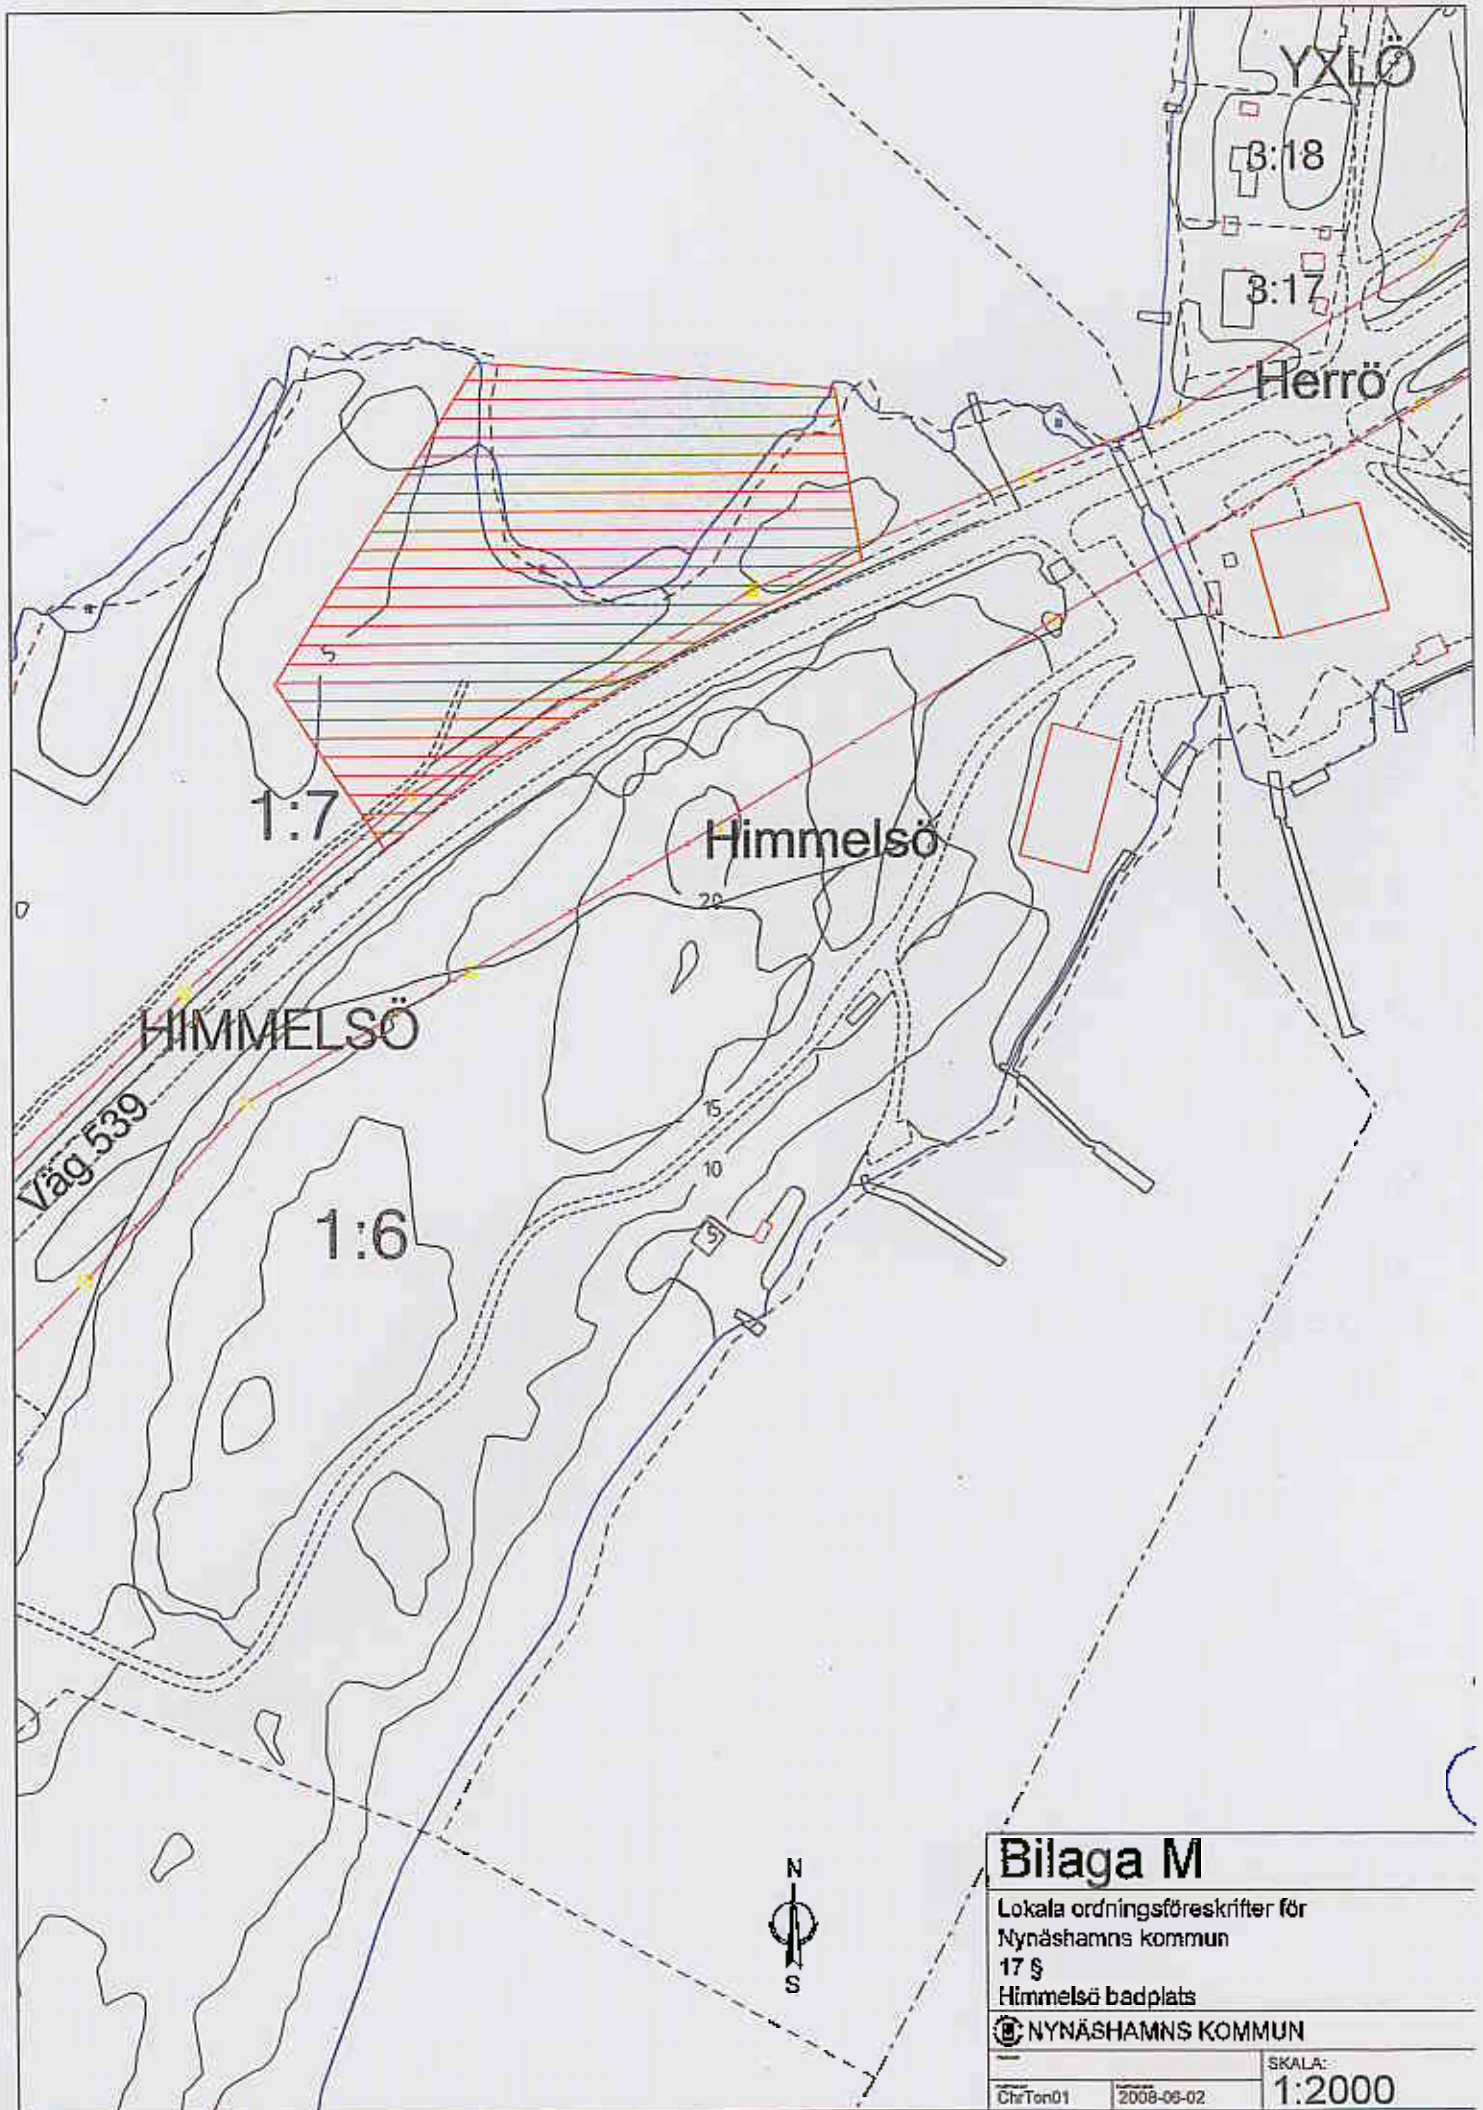 YXLÖ
3:18
3:17
Herrö
5
1:7
Himmelsö
20
HIMMELSÖ
Väg 539
15
10
1:6
5
N
S
Bilaga M
Lokala ordningsföreskrifter för
Nynäshamns kommun
17 §
Himmelsö badplats
NYNÄSHAMNS KOMMUN
SKALA:
1:2000
ChrTon01
2008-06-02